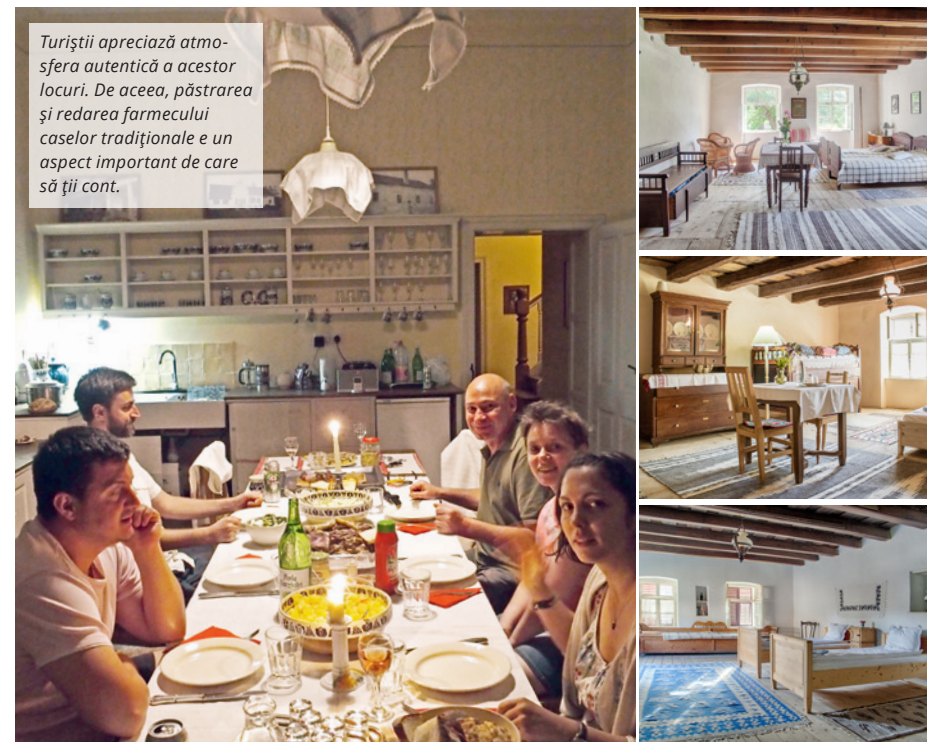 Turiştii apreciază atmo-
sfera autentică a acestor
locuri. De aceea, păstrarea
şi redarea farmecului
caselor tradiţionale e un
aspect important de care
să ţii cont.